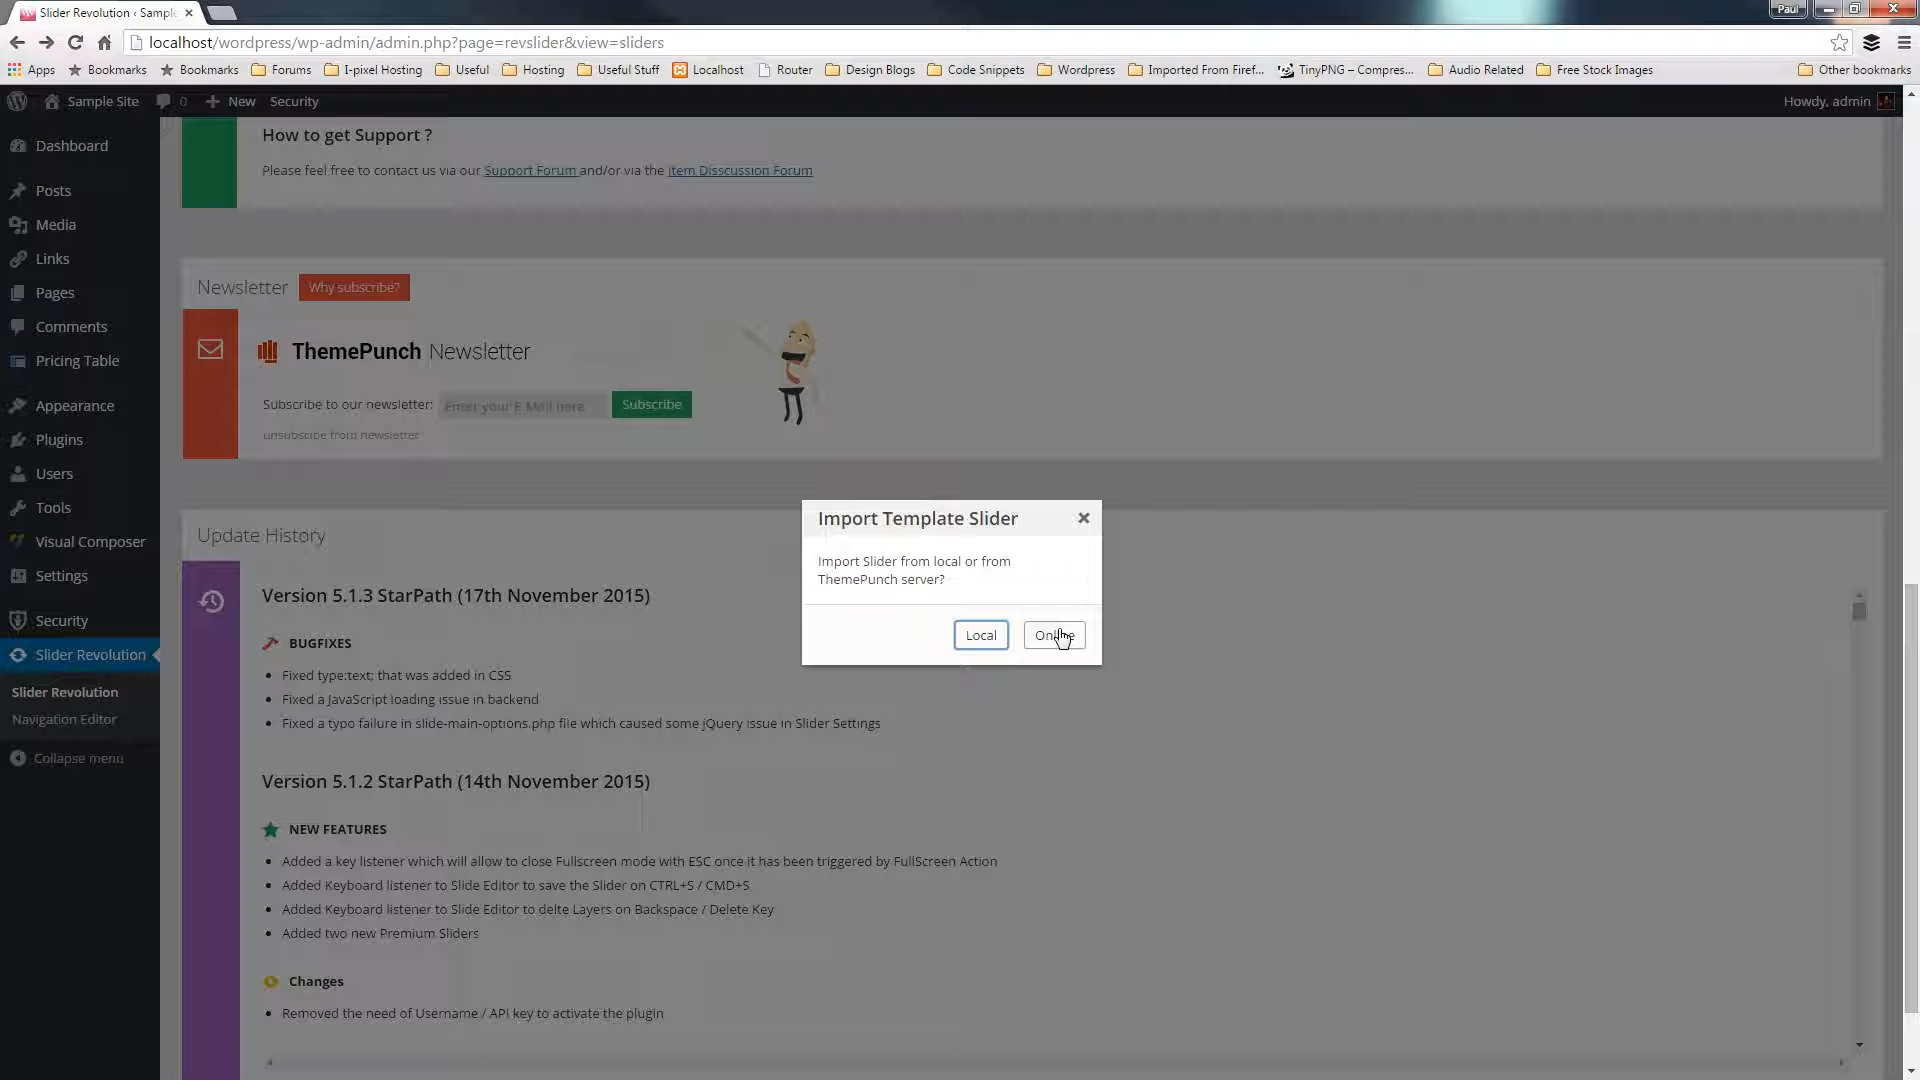 Slider Revolution ‹ Sample
Paul
localhost/wordpress/wp-admin/admin.php?page=revslider&view=sliders
Apps Bookmarks Bookmarks Forums I-pixel Hosting Useful Hosting Useful Stuff Localhost Router Design Blogs Code Snippets Wordpress Imported From Firef... TinyPNG – Compres... Audio Related Free Stock Images Other bookmarks
Sample Site 0 New Security Howdy, admin
Dashboard
Posts
Media
Links
Pages
Comments
Pricing Table
Appearance
Plugins
Users
Tools
Visual Composer
Settings
Security
Slider Revolution
Slider Revolution
Navigation Editor
Collapse menu
How to get Support ?
Please feel free to contact us via our Support Forum and/or via the Item Disscussion Forum
Newsletter Why subscribe?
ThemePunch Newsletter
Subscribe to our newsletter: Enter your E-Mail here Subscribe
unsubscibe from newsletter
Update History
Version 5.1.3 StarPath (17th November 2015)
BUGFIXES
Fixed type:text; that was added in CSS
Fixed a JavaScript loading issue in backend
Fixed a typo failure in slide-main-options.php file which caused some jQuery issue in Slider Settings
Version 5.1.2 StarPath (14th November 2015)
NEW FEATURES
Added a key listener which will allow to close Fullscreen mode with ESC once it has been triggered by FullScreen Action
Added Keyboard listener to Slide Editor to save the Slider on CTRL+S / CMD+S
Added Keyboard listener to Slide Editor to delte Layers on Backspace / Delete Key
Added two new Premium Sliders
Changes
Removed the need of Username / API key to activate the plugin
Import Template Slider
Import Slider from local or from
ThemePunch server?
Local Online